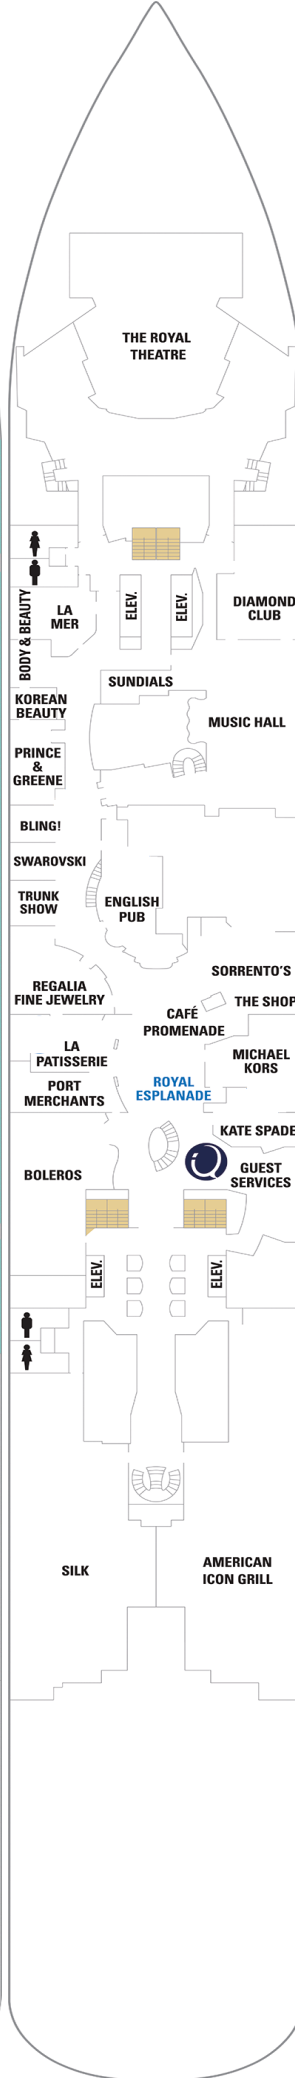 THE ROYAL
THEATRE
ELEV.
ELEV.
DIAMOND
CLUB
LA
MER
BODY & BEAUTY
SUNDIALS
KOREAN
BEAUTY
MUSIC HALL
PRINCE
&
GREENE
BLING!
SWAROVSKI
TRUNK
SHOW
ENGLISH
PUB
SORRENTO'S
REGALIA
FINE JEWELRY
THE SHOP
CAFÉ
PROMENADE
LA
PATISSERIE
MICHAEL
KORS
PORT
MERCHANTS
ROYAL
ESPLANADE
KATE SPADE
BOLEROS
GUEST
SERVICES
ELEV.
ELEV.
SILK
AMERICAN
ICON GRILL